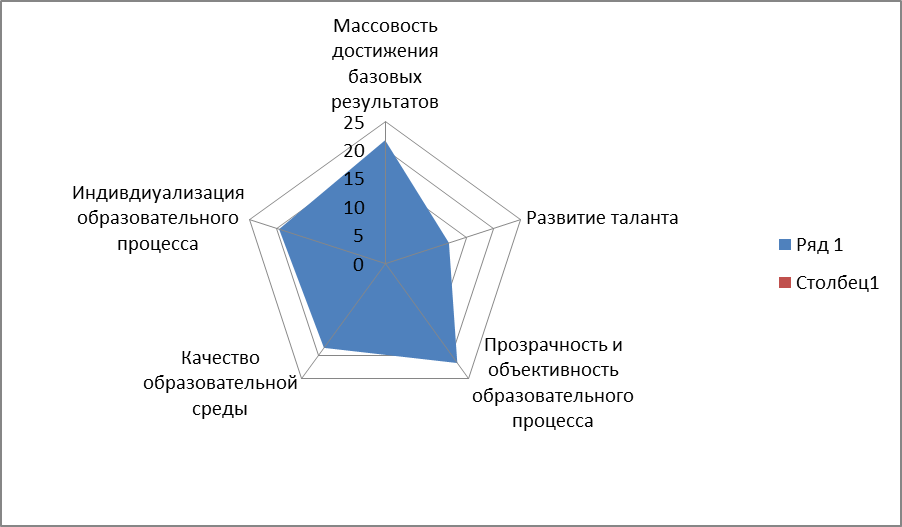 Массовость
достижения
базовых
результатов
25
20
15
10
5
0
Развитие таланта
Прозрачность и
объективность
образовательного
процесса
Качество
образовательной
среды
Индивдиуализация
образовательного
процесса
Ряд 1
Столбец1